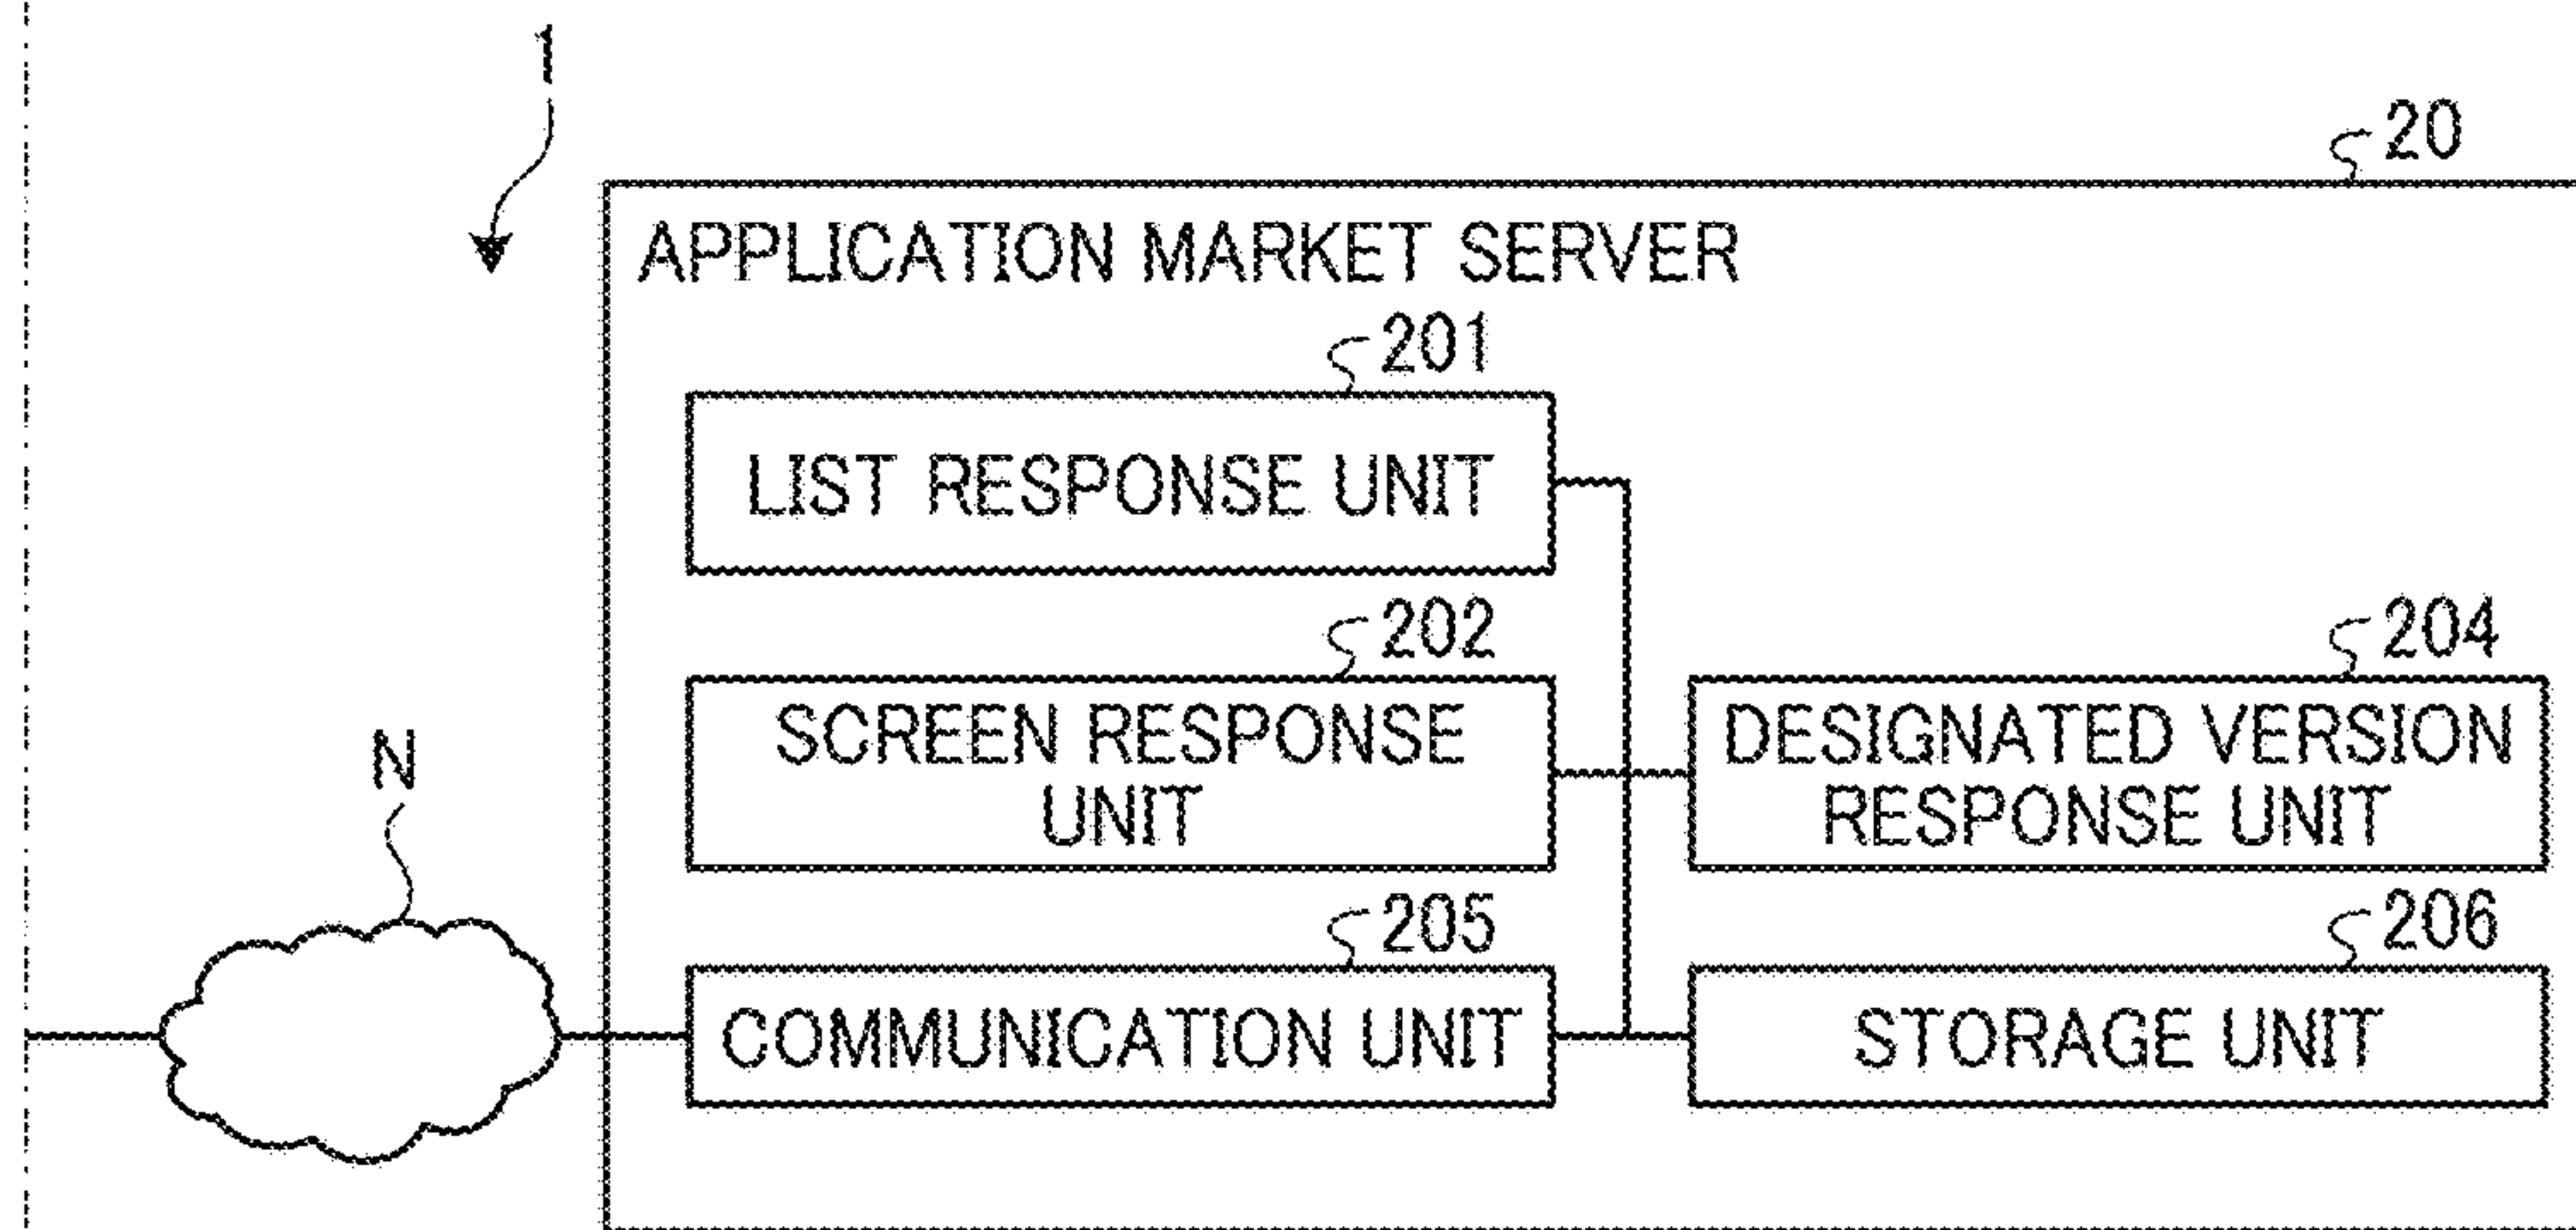 1
20
APPLICATION MARKET SERVER
201
LIST RESPONSE UNIT
202
SCREEN RESPONSE
UNIT
204
DESIGNATED VERSION
RESPONSE UNIT
N
205
COMMUNICATION UNIT
206
STORAGE UNIT